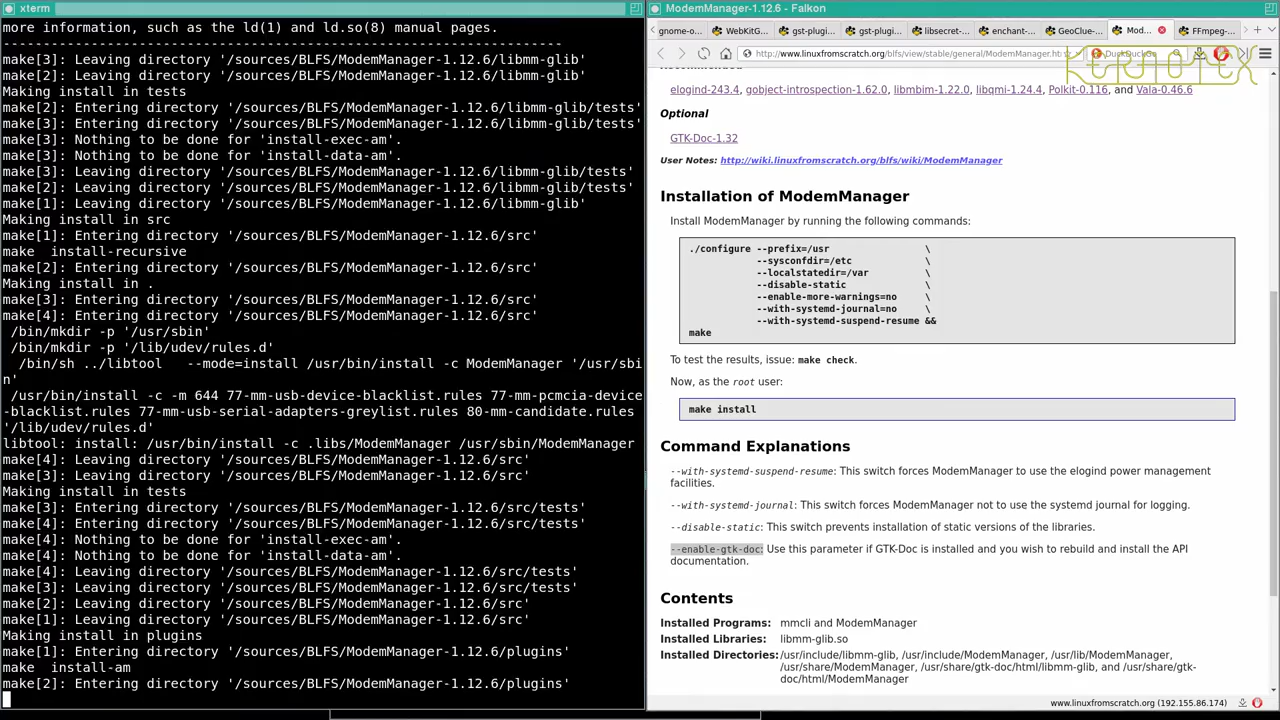 xterm
more information, such as the ld(1) and ld.so(8) manual pages.
----------------------------------------------------------------------
make[3]: Leaving directory '/sources/BLFS/ModemManager-1.12.6/libmm-glib'
make[2]: Leaving directory '/sources/BLFS/ModemManager-1.12.6/libmm-glib'
Making install in tests
make[2]: Entering directory '/sources/BLFS/ModemManager-1.12.6/libmm-glib/tests'
make[3]: Entering directory '/sources/BLFS/ModemManager-1.12.6/libmm-glib/tests'
make[3]: Nothing to be done for 'install-exec-am'.
make[3]: Nothing to be done for 'install-data-am'.
make[3]: Leaving directory '/sources/BLFS/ModemManager-1.12.6/libmm-glib/tests'
make[2]: Leaving directory '/sources/BLFS/ModemManager-1.12.6/libmm-glib/tests'
make[1]: Leaving directory '/sources/BLFS/ModemManager-1.12.6/libmm-glib'
Making install in src
make[1]: Entering directory '/sources/BLFS/ModemManager-1.12.6/src'
make  install-recursive
make[2]: Entering directory '/sources/BLFS/ModemManager-1.12.6/src'
Making install in .
make[3]: Entering directory '/sources/BLFS/ModemManager-1.12.6/src'
make[4]: Entering directory '/sources/BLFS/ModemManager-1.12.6/src'
 /bin/mkdir -p '/usr/sbin'
 /bin/mkdir -p '/lib/udev/rules.d'
  /bin/sh ../libtool   --mode=install /usr/bin/install -c ModemManager '/usr/sbi
n'
 /usr/bin/install -c -m 644 77-mm-usb-device-blacklist.rules 77-mm-pcmcia-device
-blacklist.rules 77-mm-usb-serial-adapters-greylist.rules 80-mm-candidate.rules
'/lib/udev/rules.d'
libtool: install: /usr/bin/install -c .libs/ModemManager /usr/sbin/ModemManager
make[4]: Leaving directory '/sources/BLFS/ModemManager-1.12.6/src'
make[3]: Leaving directory '/sources/BLFS/ModemManager-1.12.6/src'
Making install in tests
make[3]: Entering directory '/sources/BLFS/ModemManager-1.12.6/src/tests'
make[4]: Entering directory '/sources/BLFS/ModemManager-1.12.6/src/tests'
make[4]: Nothing to be done for 'install-exec-am'.
make[4]: Nothing to be done for 'install-data-am'.
make[4]: Leaving directory '/sources/BLFS/ModemManager-1.12.6/src/tests'
make[3]: Leaving directory '/sources/BLFS/ModemManager-1.12.6/src/tests'
make[2]: Leaving directory '/sources/BLFS/ModemManager-1.12.6/src'
make[1]: Leaving directory '/sources/BLFS/ModemManager-1.12.6/src'
Making install in plugins
make[1]: Entering directory '/sources/BLFS/ModemManager-1.12.6/plugins'
make  install-am
make[2]: Entering directory '/sources/BLFS/ModemManager-1.12.6/plugins'
ModemManager-1.12.6 - Falkon
gnome-o... WebKitG... gst-plug... gst-plug... libsecret-... enchant-... GeoClue-... Mod... FFmpeg-...
http://www.linuxfromscratch.org/blfs/view/stable/general/ModemManager.ht DuckDuckGo
KERNOTEX
elogind-243.4, gobject-introspection-1.62.0, libmbim-1.22.0, libqmi-1.24.4, Polkit-0.116, and Vala-0.46.6
Optional
GTK-Doc-1.32
User Notes: http://wiki.linuxfromscratch.org/blfs/wiki/ModemManager
Installation of ModemManager
Install ModemManager by running the following commands:
./configure --prefix=/usr \
--sysconfdir=/etc \
--localstatedir=/var \
--disable-static \
--enable-more-warnings=no \
--with-systemd-journal=no \
--with-systemd-suspend-resume &&
make
To test the results, issue: make check.
Now, as the root user:
make install
Command Explanations
--with-systemd-suspend-resume: This switch forces ModemManager to use the elogind power management
facilities.
--with-systemd-journal: This switch forces ModemManager not to use the systemd journal for logging.
--disable-static: This switch prevents installation of static versions of the libraries.
--enable-gtk-doc: Use this parameter if GTK-Doc is installed and you wish to rebuild and install the API
documentation.
Contents
Installed Programs: mmcli and ModemManager
Installed Libraries: libmm-glib.so
Installed Directories: /usr/include/libmm-glib, /usr/include/ModemManager, /usr/lib/ModemManager,
/usr/share/ModemManager, /usr/share/gtk-doc/html/libmm-glib, and /usr/share/gtk-
doc/html/ModemManager
www.linuxfromscratch.org (192.155.86.174)